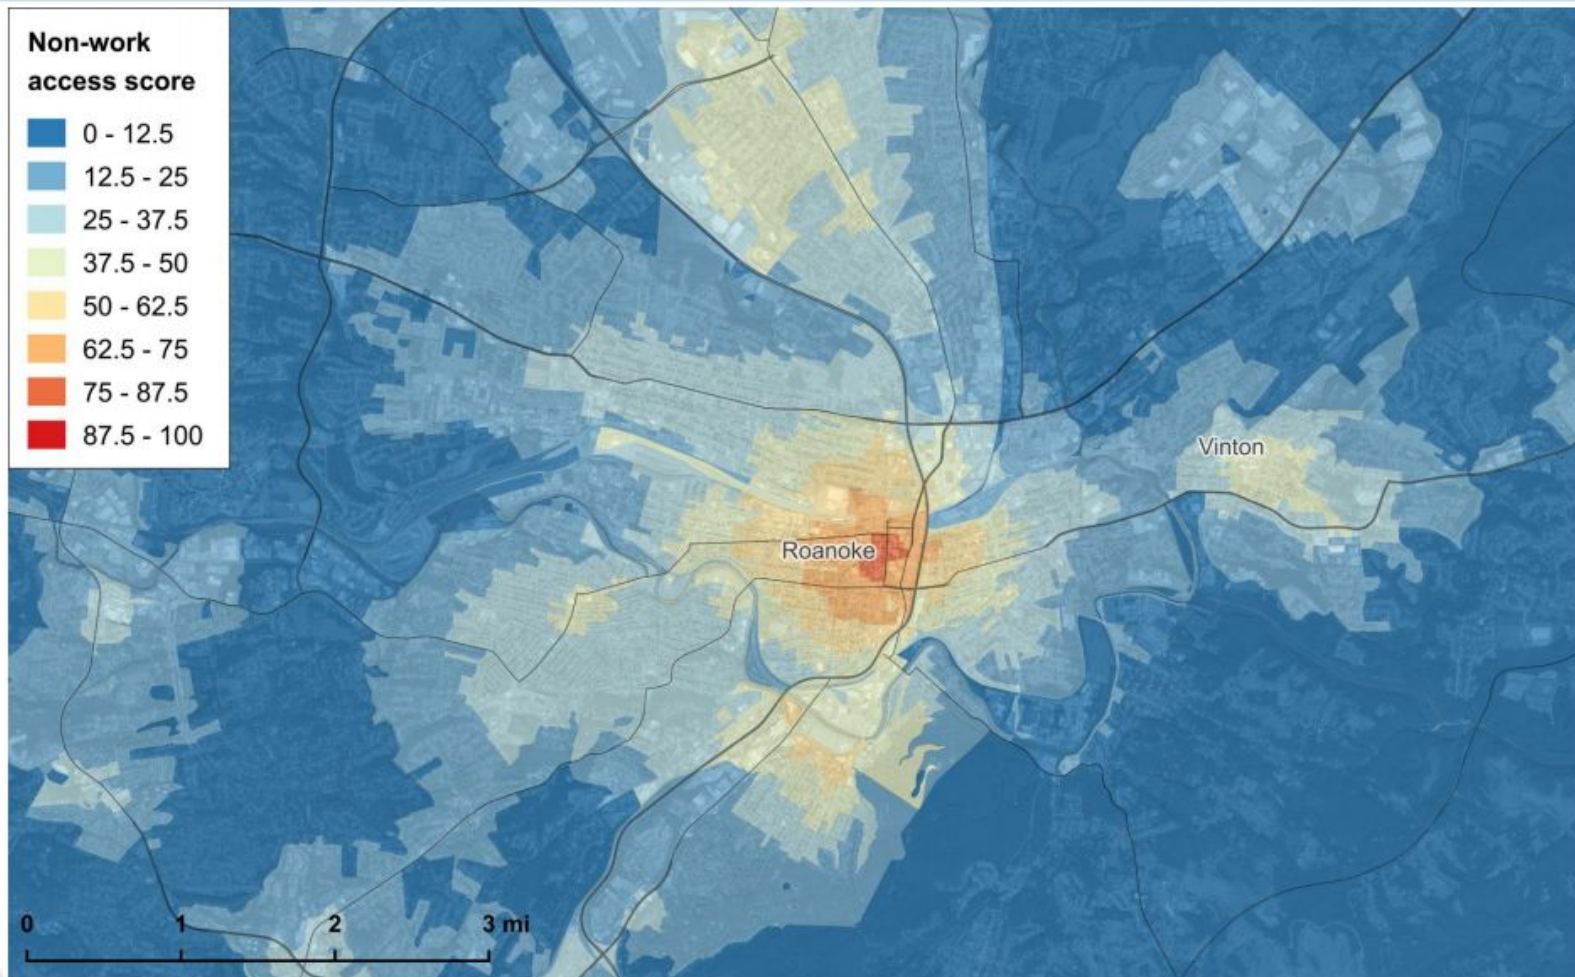 Non-work
access score
0 - 12.5
12.5 - 25
25 - 37.5
37.5 - 50
50 - 62.5
62.5 - 75
75 - 87.5
87.5 - 100
Vinton
Roanoke
0 1 2 3 mi